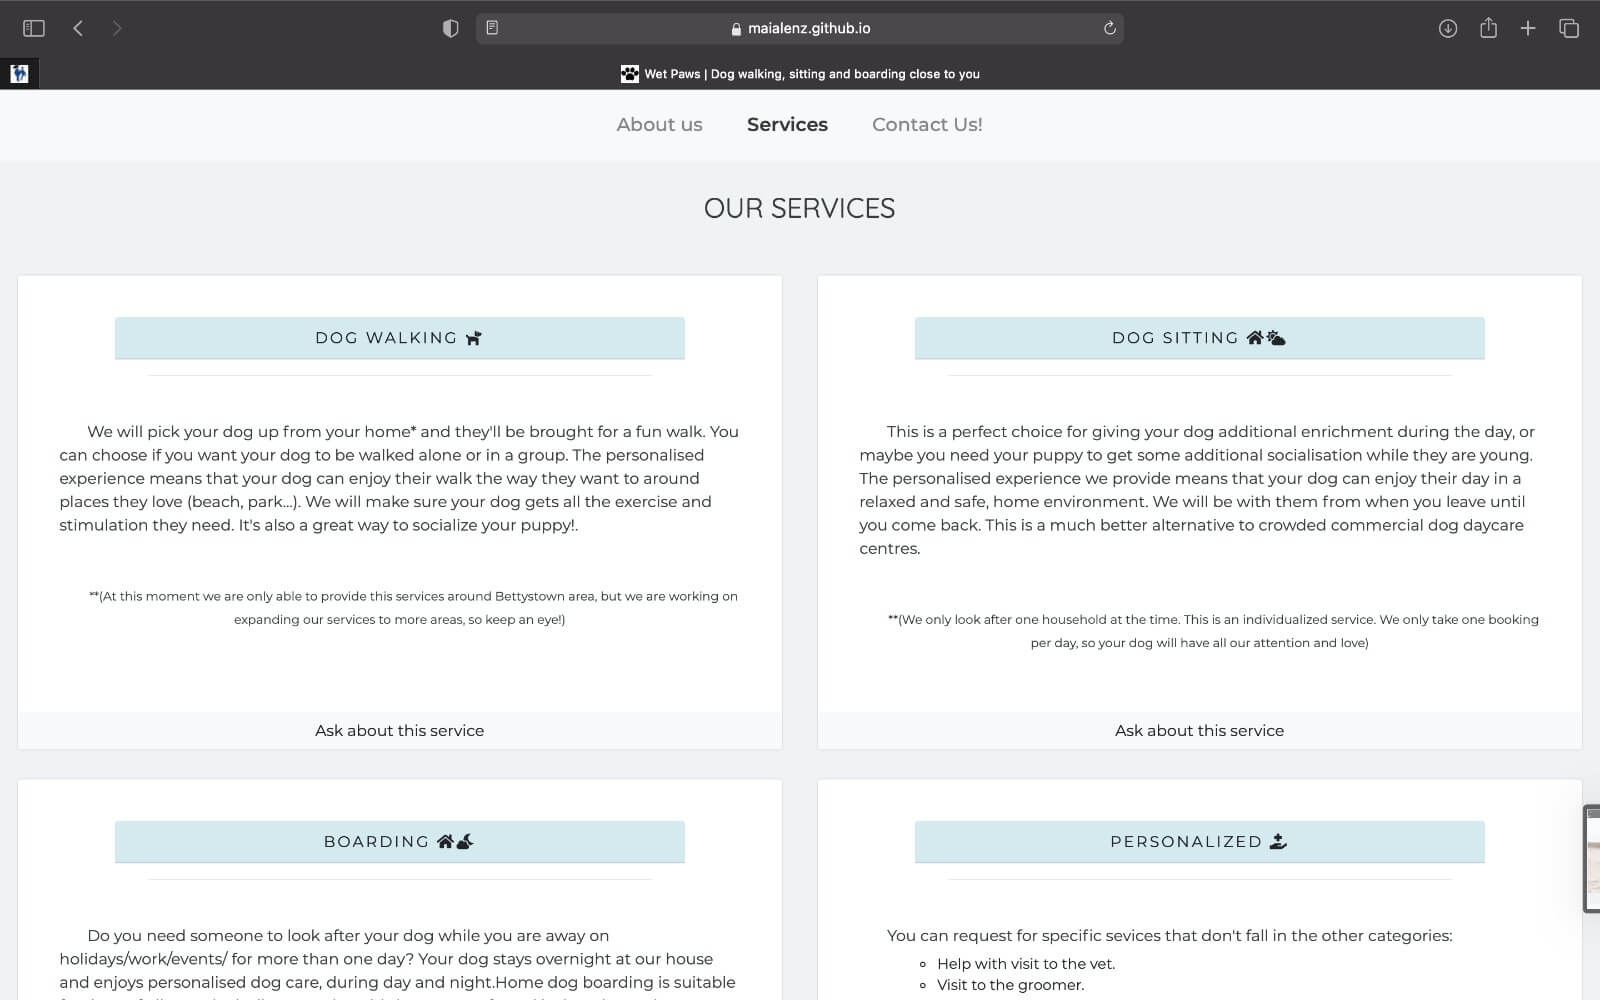 maialenz.github.io
Wet Paws | Dog walking, sitting and boarding close to you
About us
Services
Contact Us!
OUR SERVICES
DOG WALKING
We will pick your dog up from your home* and they'll be brought for a fun walk. You
can choose if you want your dog to be walked alone or in a group. The personalised
experience means that your dog can enjoy their walk the way they want to around
places they love (beach, park...). We will make sure your dog gets all the exercise and
stimulation they need. It's also a great way to socialize your puppy!.
**(At this moment we are only able to provide this services around Bettystown area, but we are working on
expanding our services to more areas, so keep an eye!)
Ask about this service
DOG SITTING
This is a perfect choice for giving your dog additional enrichment during the day, or
maybe you need your puppy to get some additional socialisation while they are young.
The personalised experience we provide means that your dog can enjoy their day in a
relaxed and safe, home environment. We will be with them from when you leave until
you come back. This is a much better alternative to crowded commercial dog daycare
centres.
**(We only look after one household at the time. This is an individualized service. We only take one booking
per day, so your dog will have all our attention and love)
Ask about this service
BOARDING
Do you need someone to look after your dog while you are away on
holidays/work/events/ for more than one day? Your dog stays overnight at our house
and enjoys personalised dog care, during day and night.Home dog boarding is suitable
PERSONALIZED
You can request for specific sevices that don't fall in the other categories:
Help with visit to the vet.
Visit to the groomer.